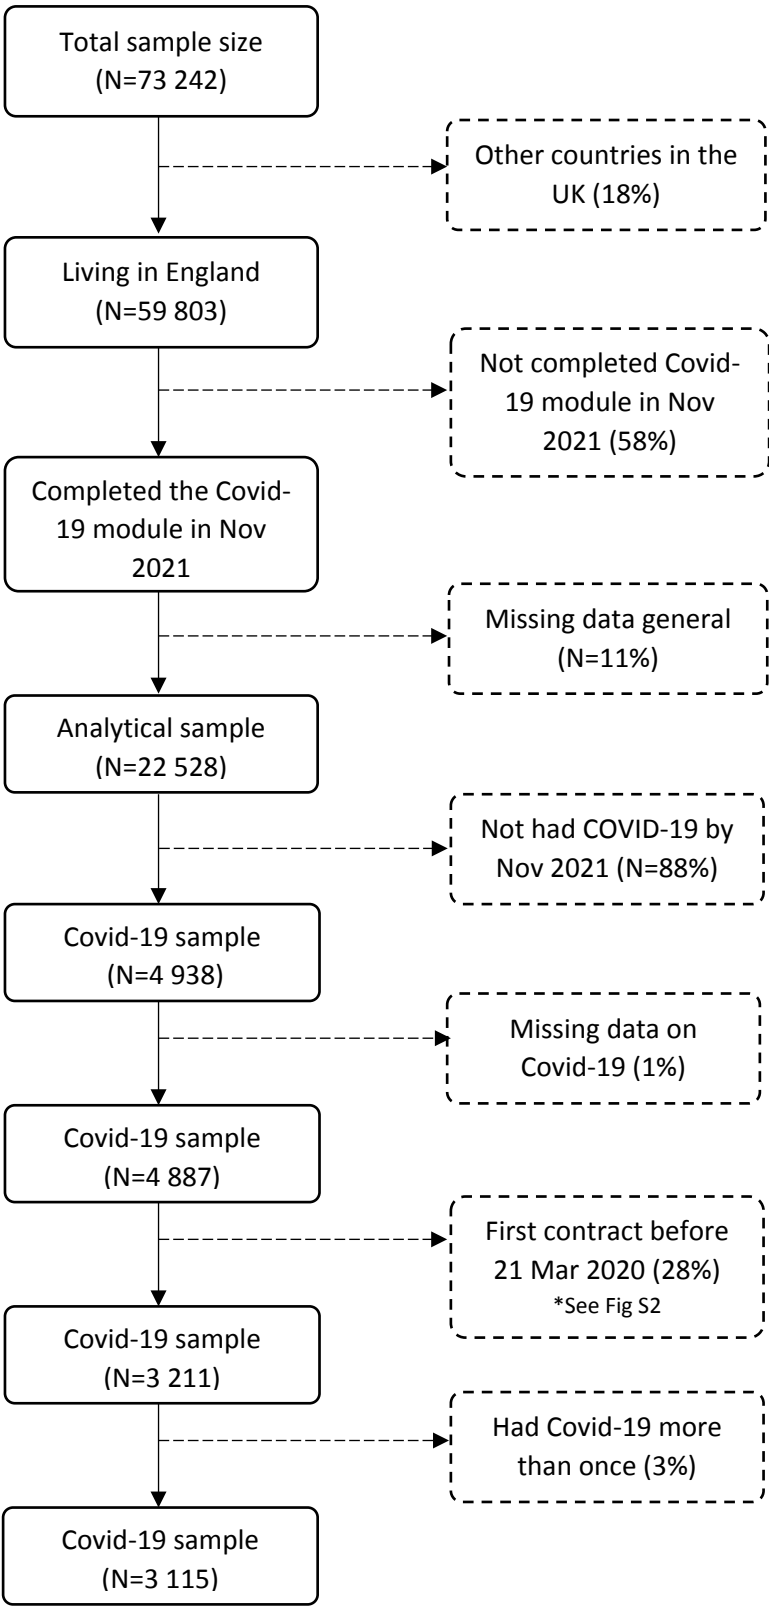 Total sample size
(N=73 242)
Other countries in the
UK (18%)
Living in England
(N=59 803)
Not completed Covid-
19 module in Nov
2021 (58%)
Completed the Covid-
19 module in Nov
2021
Missing data general
(N=11%)
Analytical sample
(N=22 528)
Not had COVID-19 by
Nov 2021 (N=88%)
Covid-19 sample
(N=4 938)
Missing data on
Covid-19 (1%)
Covid-19 sample
(N=4 887)
First contract before
21 Mar 2020 (28%)
*See Fig S2
Covid-19 sample
(N=3 211)
Had Covid-19 more
than once (3%)
Covid-19 sample
(N=3 115)